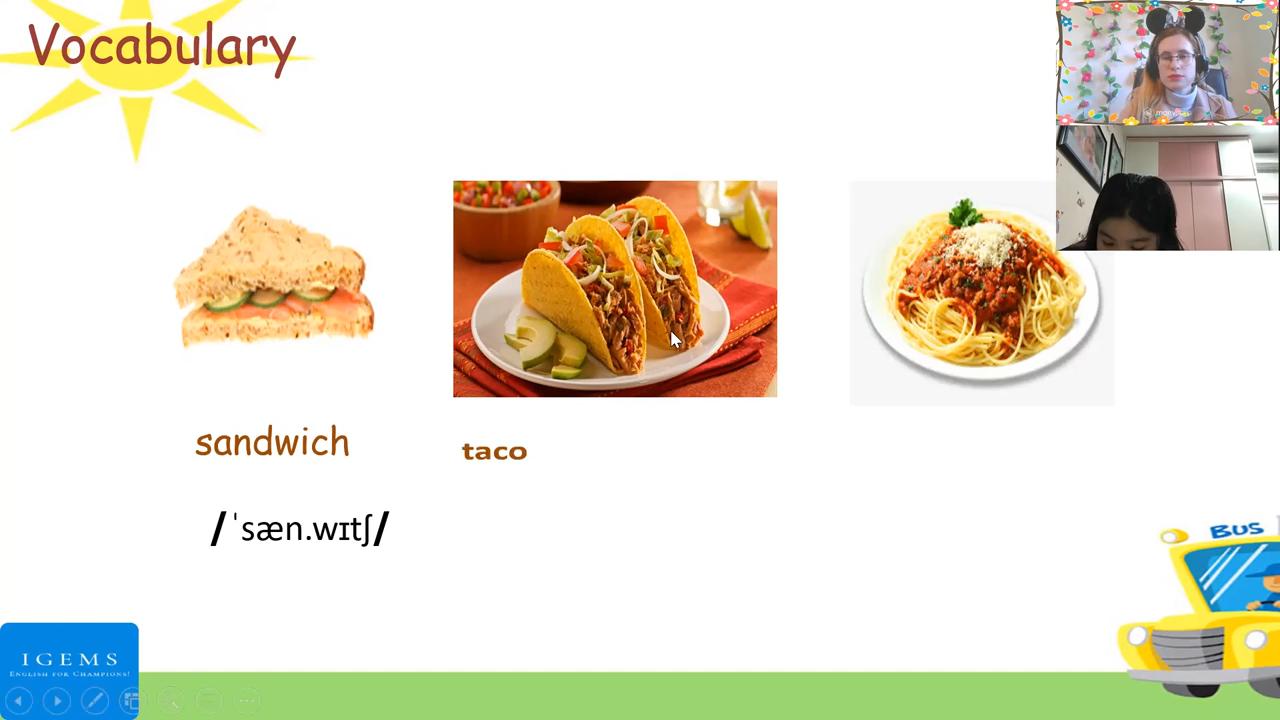 Vocabulary
sandwich
taco
/ˈsæn.wɪtʃ/
BUS
IGEMS
ENGLISH FOR CHAMPIONS!